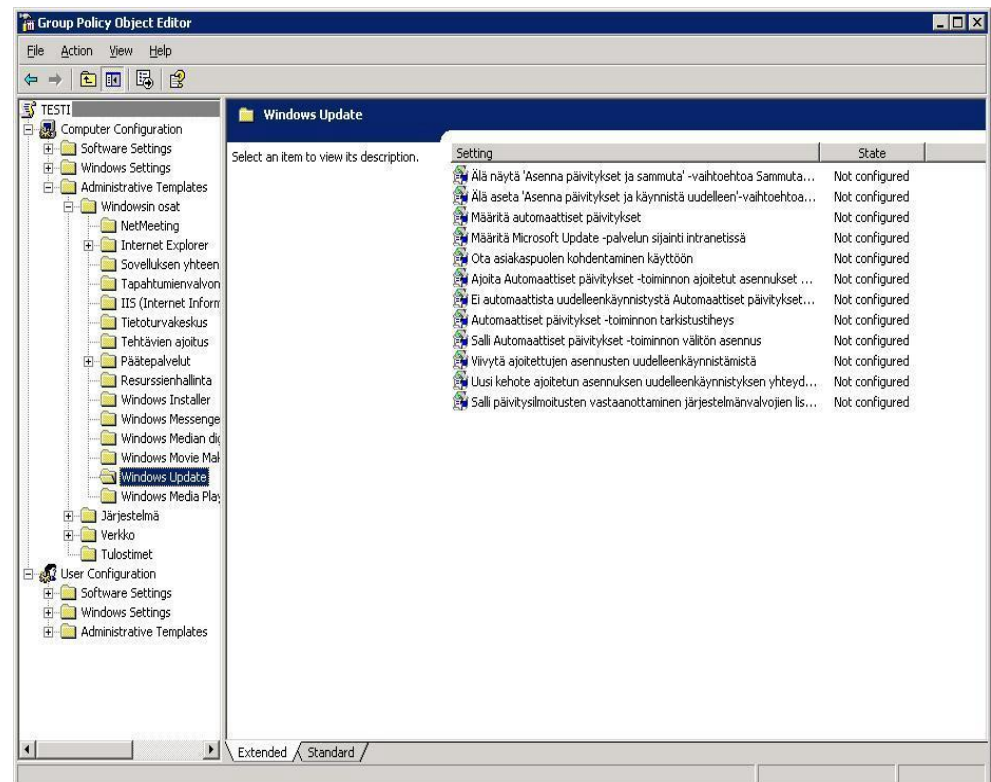 Group Policy Object Editor
File Action View Help
TESTI
Computer Configuration
Software Settings
Windows Settings
Administrative Templates
Windowsin osat
NetMeeting
Internet Explorer
Sovelluksen yhteen
Tapahtumienvalvon
IIS (Internet Inform
Tietoturvakeskus
Tehtävien ajoitus
Päätepalvelut
Resurssienhallinta
Windows Installer
Windows Messenge
Windows Median dig
Windows Movie Mak
Windows Update
Windows Media Play
Järjestelmä
Verkko
Tulostimet
User Configuration
Software Settings
Windows Settings
Administrative Templates
Windows Update
Select an item to view its description.
Setting State
Älä näytä 'Asenna päivitykset ja sammuta' -vaihtoehtoa Sammuta... Not configured
Älä aseta 'Asenna päivitykset ja käynnistä uudelleen'-vaihtoehtoa... Not configured
Määritä automaattiset päivitykset Not configured
Määritä Microsoft Update -palvelun sijainti intranetissä Not configured
Ota asiakaspuolen kohdentaminen käyttöön Not configured
Ajoita Automaattiset päivitykset -toiminnon ajoitetut asennukset ... Not configured
Ei automaattista uudelleenkäynnistystä Automaattiset päivitykset... Not configured
Automaattiset päivitykset -toiminnon tarkistustiheys Not configured
Salli Automaattiset päivitykset -toiminnon välitön asennus Not configured
Viivytä ajoitettujen asennusten uudelleenkäynnistämistä Not configured
Uusi kehote ajoitetun asennuksen uudelleenkäynnistyksen yhteyd... Not configured
Salli päivitysilmoitusten vastaanottaminen järjestelmänvalvojien lis... Not configured
Extended Standard